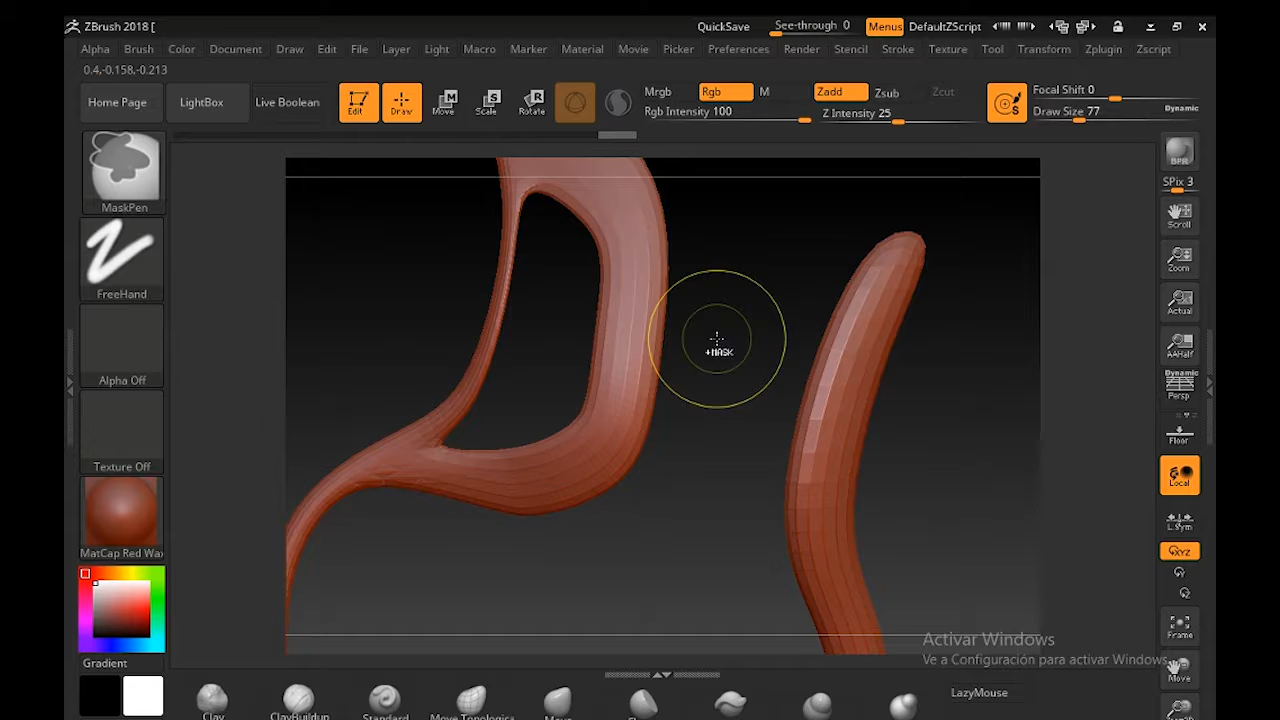 ZBrush 2018 [
QuickSave
See-through 0
Menus
DefaultZScript
Alpha Brush Color Document Draw Edit File Layer Light Macro Marker Material Movie Picker Preferences Render Stencil Stroke Texture Tool Transform Zplugin Zscript
0.4,-0.158,-0.213
Home Page
LightBox
Live Boolean
Edit
Draw
Move
Scale
Rotate
Mrgb Rgb M
Rgb Intensity 100
Zadd Zsub Zcut
Z Intensity 25
Focal Shift 0
Draw Size 77
Dynamic
MaskPen
FreeHand
Alpha Off
Texture Off
MatCap Red Wax
Gradient
+MASK
BPR
SPix 3
Scroll
Zoom
Actual
AAHalf
Dynamic
Persp
Floor
Local
L.Sym
XYZ
Frame
Move
Activar Windows
Ve a Configuración para activar Windows
Clay
ClayBuildup
Standard
Move Topologica
Move
LazyMouse